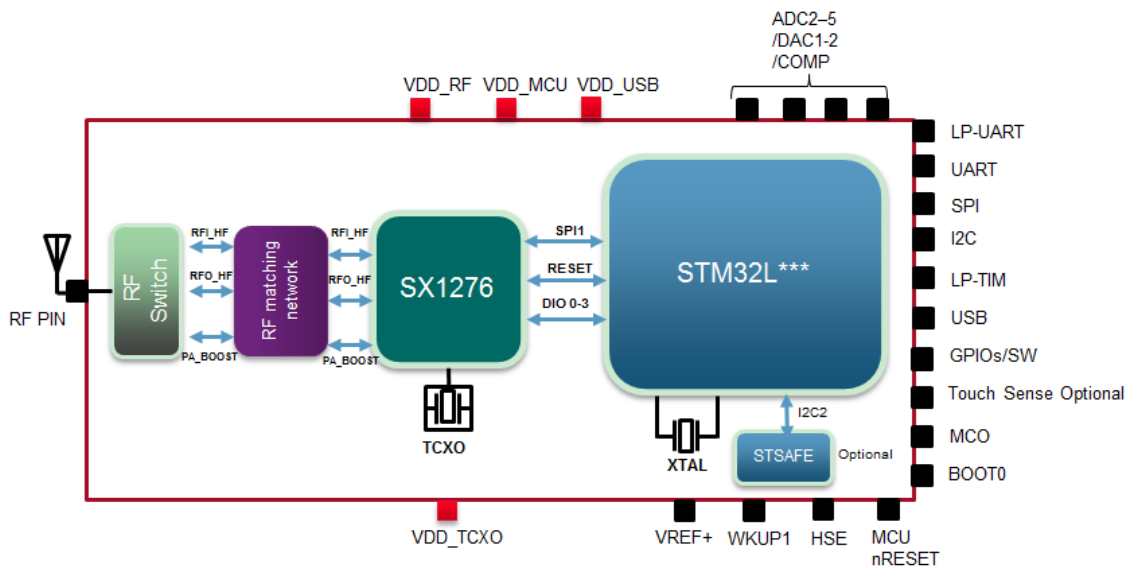 ADC2–5
/DAC1-2
/COMP
VDD_RF
VDD_MCU
VDD_USB
LP-UART
UART
SPI
I2C
LP-TIM
USB
GPIOs/SW
Touch Sense Optional
MCO
BOOT0
RF PIN
RF
Switch
RFI_HF
RFO_HF
PA_BOOST
RF matching
network
RFI_HF
RFO_HF
PA_BOOST
SX1276
TCXO
SPI1
RESET
DIO 0-3
STM32L***
XTAL
I2C2
STSAFE
Optional
VDD_TCXO
VREF+
WKUP1
HSE
MCU
nRESET